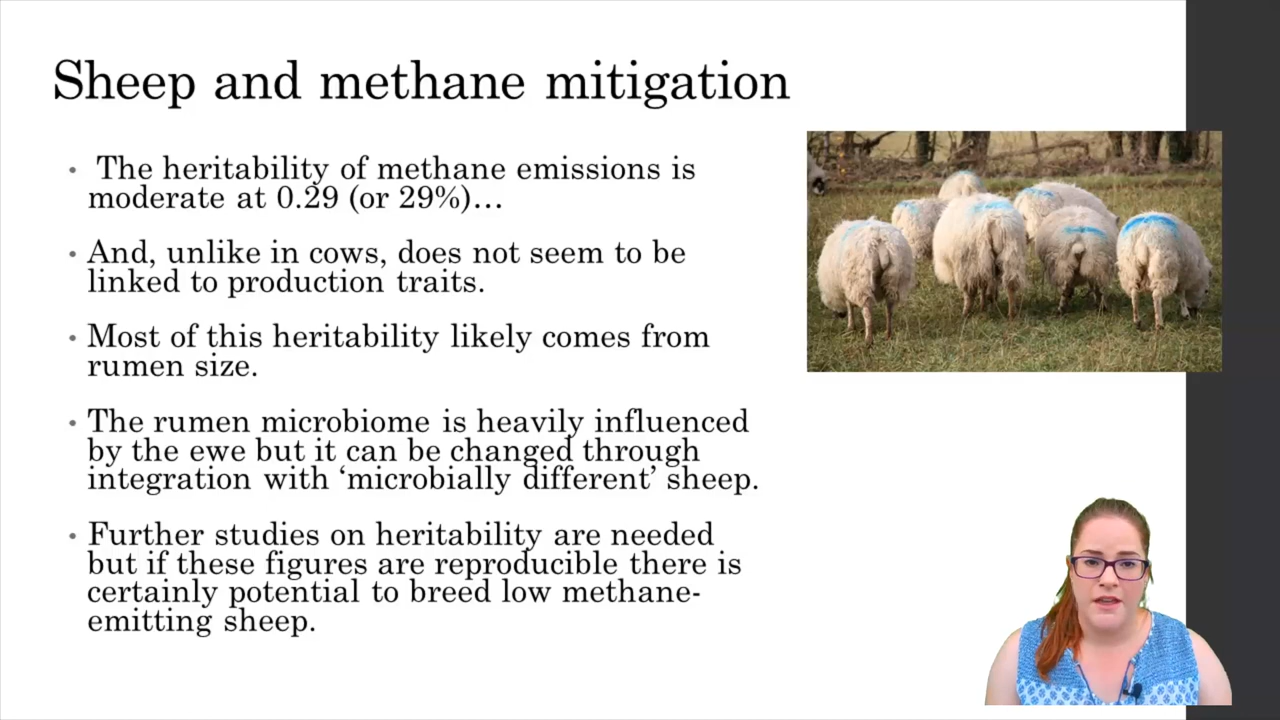 Sheep and methane mitigation
• The heritability of methane emissions is
moderate at 0.29 (or 29%)…
• And, unlike in cows, does not seem to be
linked to production traits.
• Most of this heritability likely comes from
rumen size.
• The rumen microbiome is heavily influenced
by the ewe but it can be changed through
integration with ‘microbially different’ sheep.
• Further studies on heritability are needed
but if these figures are reproducible there is
certainly potential to breed low methane-
emitting sheep.